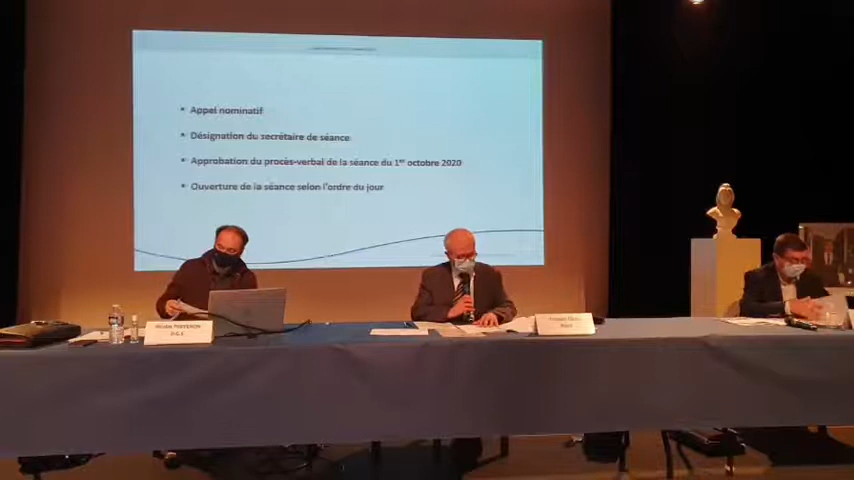 • Appel nominatif
• Désignation du secrétaire de séance
• Approbation du procès-verbal de la séance du 1er octobre 2020
• Ouverture de la séance selon l'ordre du jour
D.G.S
Maire